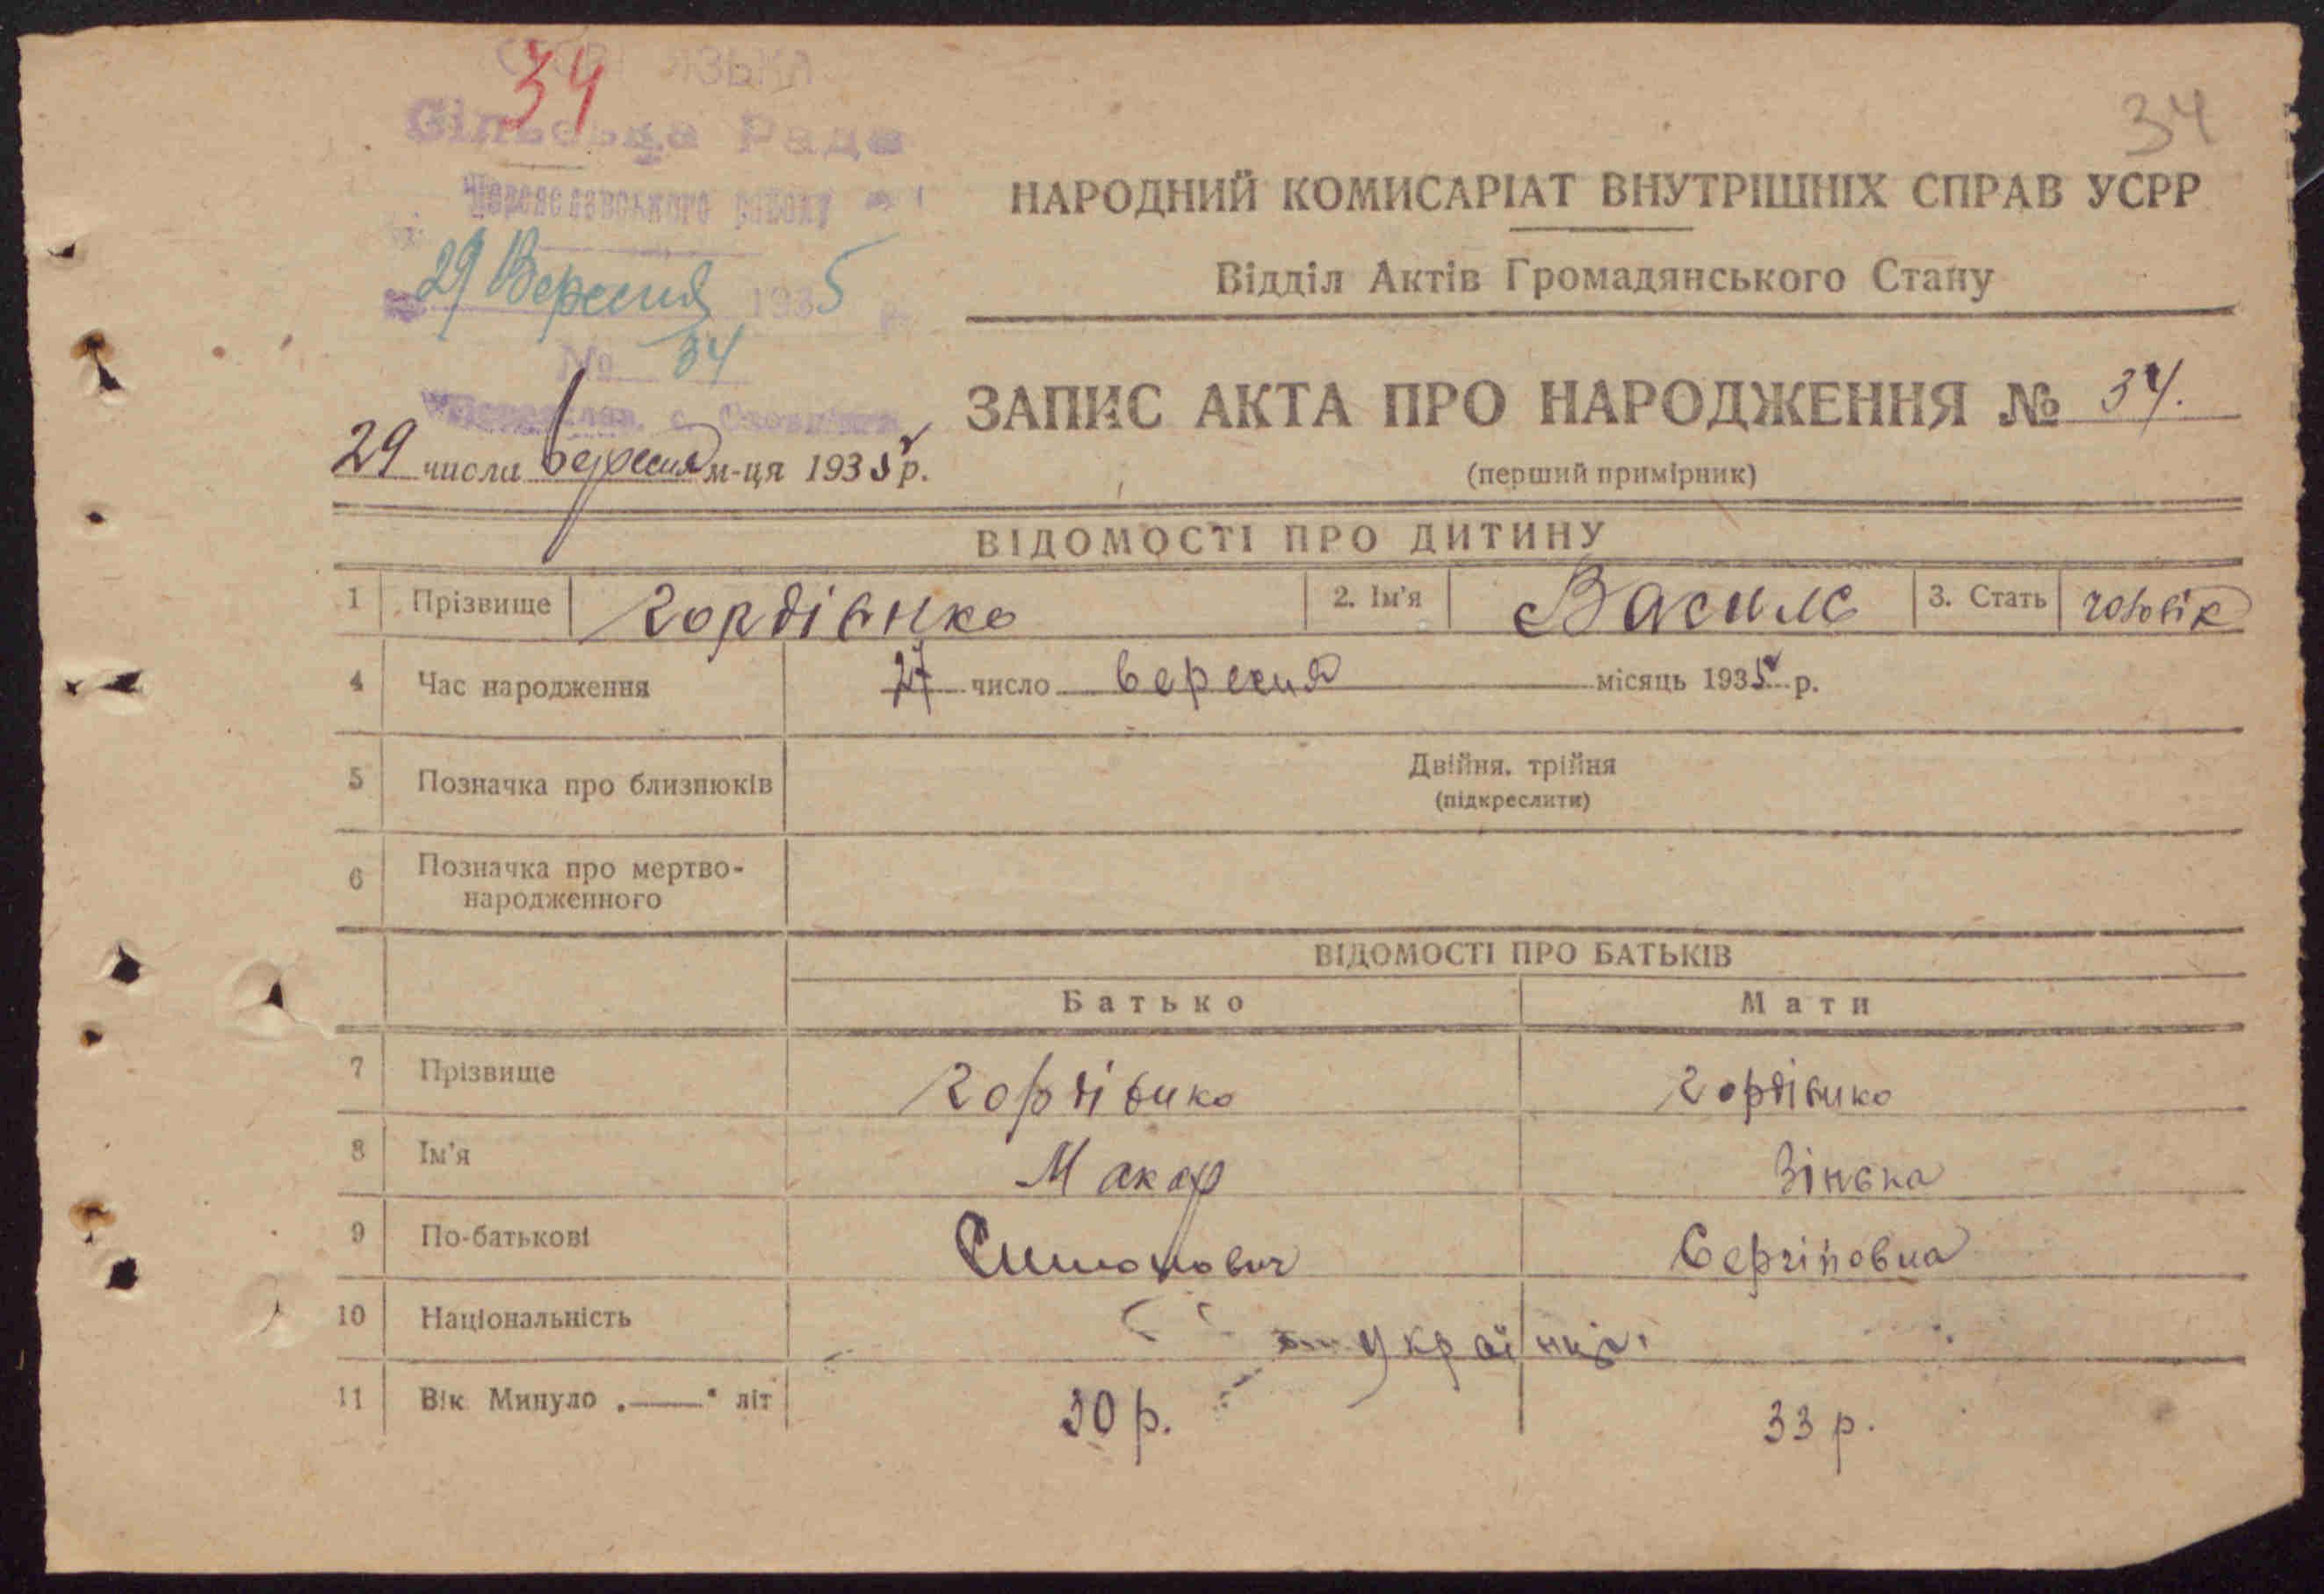 34
34
Сільська Рада
Переяславського району
29 Вересня 1935
№ 34
НАРОДНИЙ КОМИСАРІАТ ВНУТРІШНІХ СПРАВ УСРР
Відділ Актів Громадянського Стану
ЗАПИС АКТА ПРО НАРОДЖЕННЯ № 34.
29 числа вересня м-ця 1935 р.
(перший примірник)
ВІДОМОСТІ ПРО ДИТИНУ
1 Прізвище Гордієнко 2. Ім'я Василь 3. Стать чоловік
4 Час народження 27 число вересня місяць 1935 р.
5 Позначка про близнюків Двійня, трійня
(підкреслити)
6 Позначка про мертво-
народженного
ВІДОМОСТІ ПРО БАТЬКІВ
Батько Мати
7 Прізвище Гордієнко Гордієнко
8 Ім'я Макар Зінька
9 По-батькові Симонович Сергійовна
10 Національність українці
11 Вік Минуло „—" літ 30 р. 33 р.